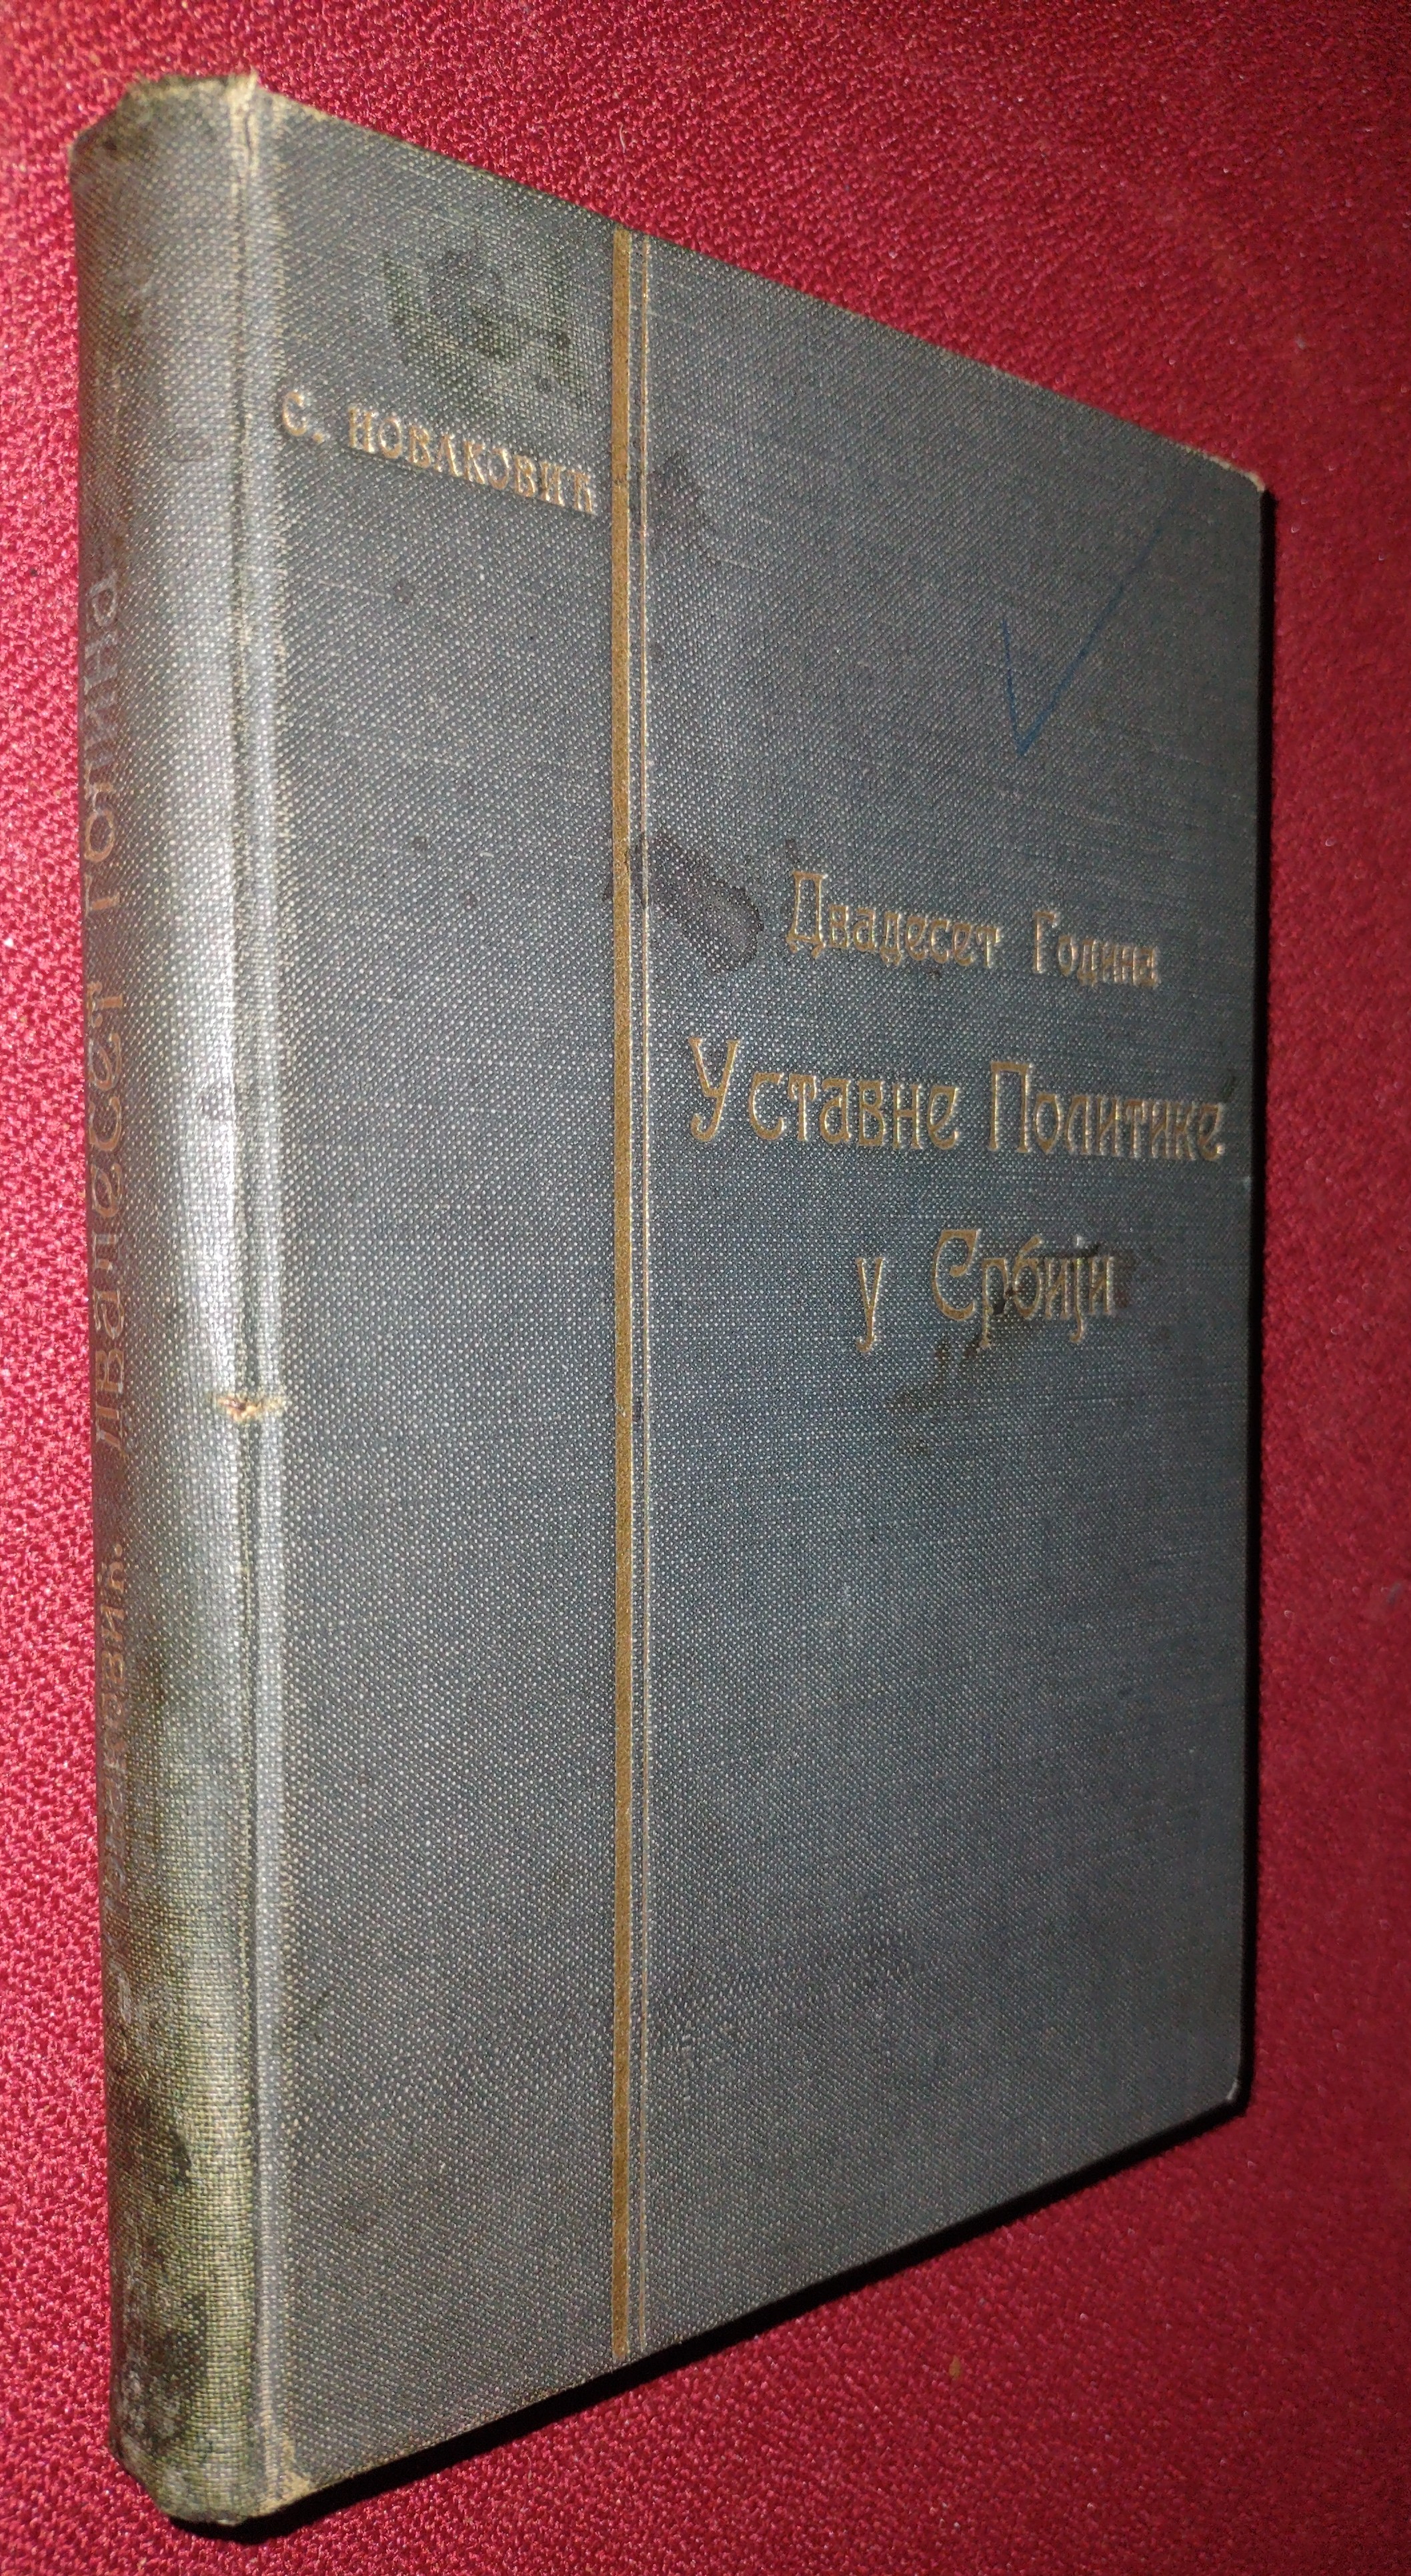 С. НОВАКОВИЋ
Двадесет Година
Уставне Политике
у Србији
Двадесет година